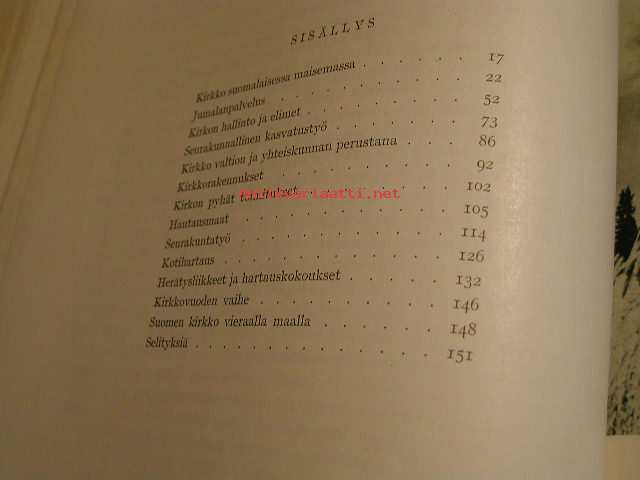 SISÄLLYS
Kirkko suomalaisessa maisemassa . . . . . . 17
Jumalanpalvelus . . . . . . . . . 22
Kirkon hallinto ja elimet . . . . . . . . 52
Seurakunnallinen kasvatustyö . . . . . . . 73
Kirkko valtion ja yhteiskunnan perustana . . . . 86
Kirkkorakennukset . . . . . . . . . . 92
Kirkon pyhät toimitukset . . . . . . . . 102
Hautausmaat . . . . . . . . . . . 105
Seurakuntatyö . . . . . . . . . . . 114
Kotihartaus . . . . . . . . . . . . 126
Herätysliikkeet ja hartauskokoukset . . . . . 132
Kirkkovuoden vaihe . . . . . . . . . 146
Suomen kirkko vieraalla maalla . . . . . . 148
Selityksiä . . . . . . . . . . . . . 151